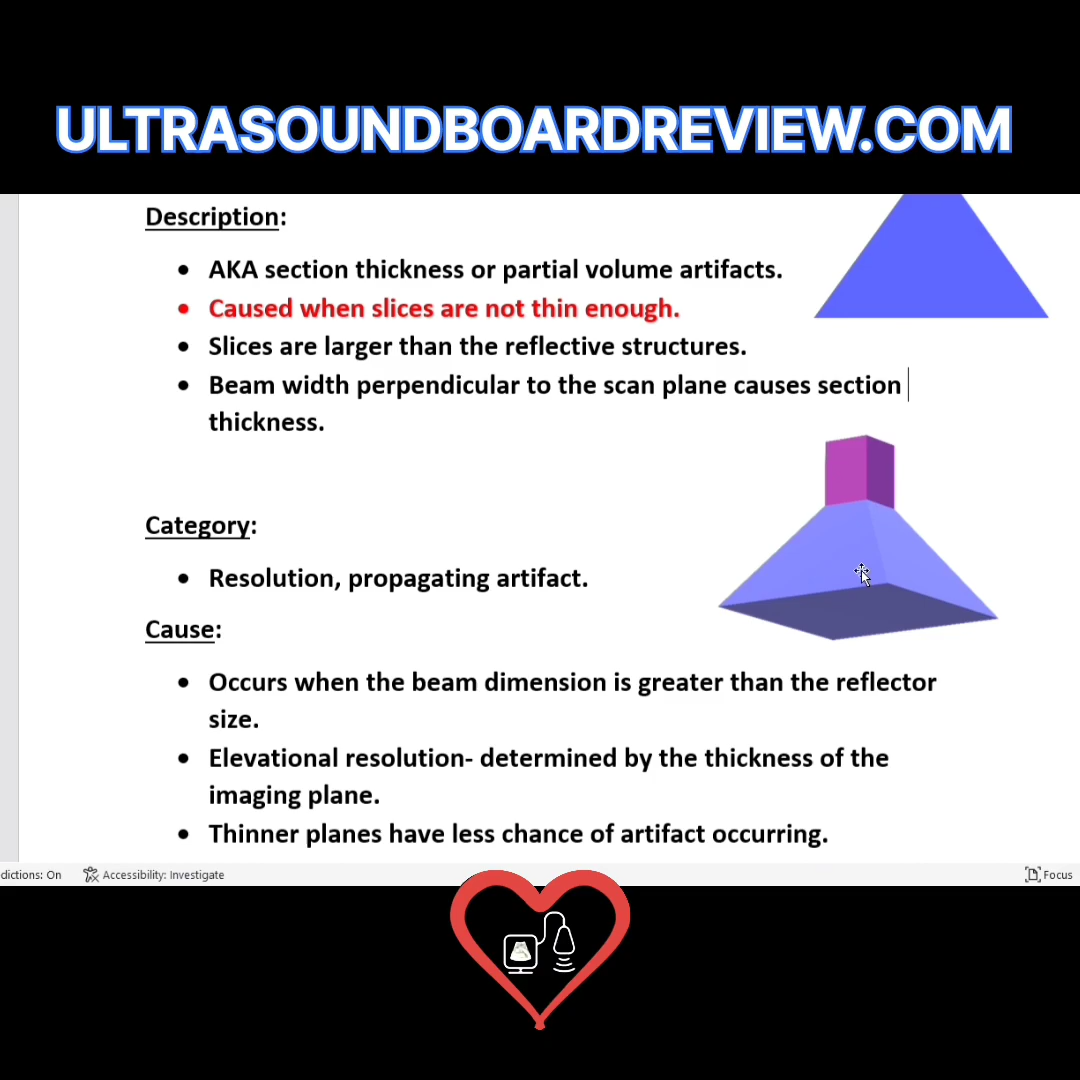 ULTRASOUNDBOARDREVIEW.COM
Description:
• AKA section thickness or partial volume artifacts.
• Caused when slices are not thin enough.
• Slices are larger than the reflective structures.
• Beam width perpendicular to the scan plane causes section
thickness.
Category:
• Resolution, propagating artifact.
Cause:
• Occurs when the beam dimension is greater than the reflector
size.
• Elevational resolution- determined by the thickness of the
imaging plane.
• Thinner planes have less chance of artifact occurring.
dictions: On Accessibility: Investigate Focus